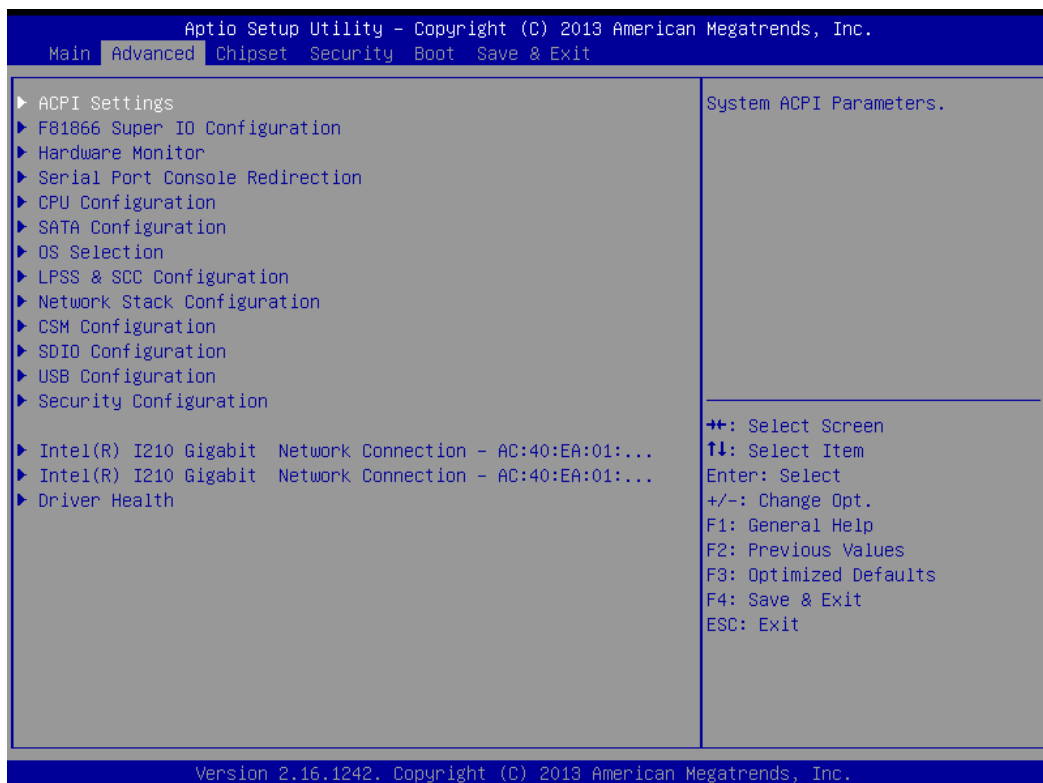 Aptio Setup Utility – Copyright (C) 2013 American Megatrends, Inc.
Main Advanced Chipset Security Boot Save & Exit
ACPI Settings
F81866 Super IO Configuration
Hardware Monitor
Serial Port Console Redirection
CPU Configuration
SATA Configuration
OS Selection
LPSS & SCC Configuration
Network Stack Configuration
CSM Configuration
SDIO Configuration
USB Configuration
Security Configuration
Intel(R) I210 Gigabit  Network Connection – AC:40:EA:01:...
Intel(R) I210 Gigabit  Network Connection – AC:40:EA:01:...
Driver Health
System ACPI Parameters.
→←: Select Screen
↑↓: Select Item
Enter: Select
+/–: Change Opt.
F1: General Help
F2: Previous Values
F3: Optimized Defaults
F4: Save & Exit
ESC: Exit
Version 2.16.1242. Copyright (C) 2013 American Megatrends, Inc.